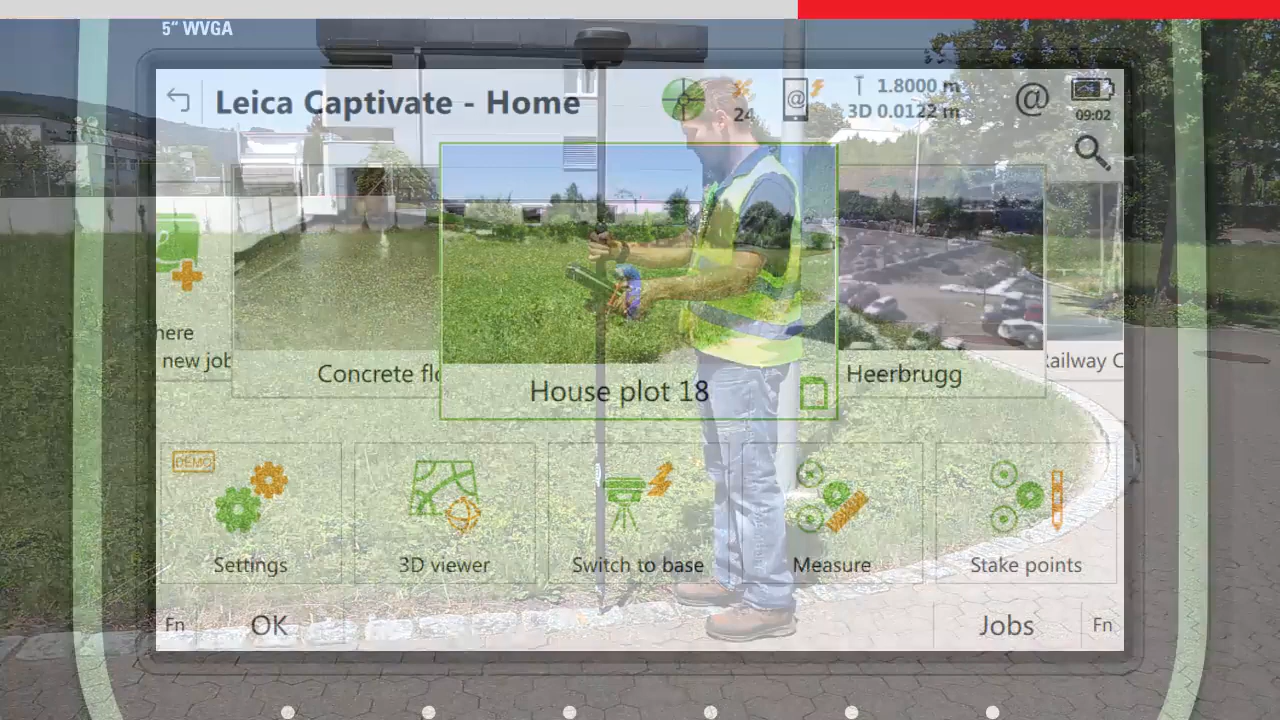 5“ WVGA
Leica Captivate - Home
24
@
1.8000 m
3D 0.0122 m
@
09:02
here
new job
Concrete flo
House plot 18
Heerbrugg
Railway C
DEMO
Settings
3D viewer
Switch to base
Measure
Stake points
Fn
OK
Jobs
Fn